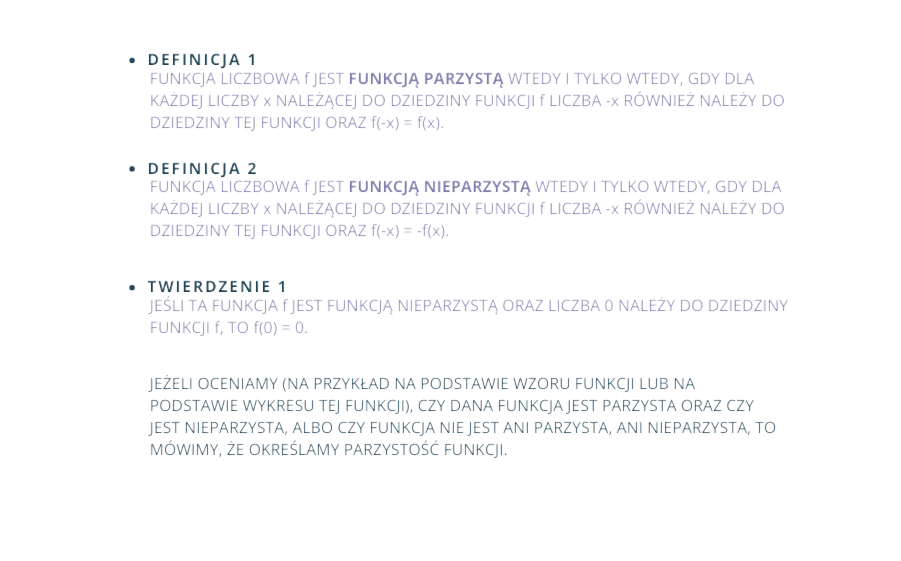 DEFINICJA 1
FUNKCJA LICZBOWA f JEST FUNKCJĄ PARZYSTĄ WTEDY I TYLKO WTEDY, GDY DLA
KAŻDEJ LICZBY x NALEŻĄCEJ DO DZIEDZINY FUNKCJI f LICZBA -x RÓWNIEŻ NALEŻY DO
DZIEDZINY TEJ FUNKCJI ORAZ f(-x) = f(x).
DEFINICJA 2
FUNKCJA LICZBOWA f JEST FUNKCJĄ NIEPARZYSTĄ WTEDY I TYLKO WTEDY, GDY DLA
KAŻDEJ LICZBY x NALEŻĄCEJ DO DZIEDZINY FUNKCJI f LICZBA -x RÓWNIEŻ NALEŻY DO
DZIEDZINY TEJ FUNKCJI ORAZ f(-x) = -f(x).
TWIERDZENIE 1
JEŚLI TA FUNKCJA f JEST FUNKCJĄ NIEPARZYSTĄ ORAZ LICZBA 0 NALEŻY DO DZIEDZINY
FUNKCJI f, TO f(0) = 0.
JEŻELI OCENIAMY (NA PRZYKŁAD NA PODSTAWIE WZORU FUNKCJI LUB NA
PODSTAWIE WYKRESU TEJ FUNKCJI), CZY DANA FUNKCJA JEST PARZYSTA ORAZ CZY
JEST NIEPARZYSTA, ALBO CZY FUNKCJA NIE JEST ANI PARZYSTA, ANI NIEPARZYSTA, TO
MÓWIMY, ŻE OKREŚLAMY PARZYSTOŚĆ FUNKCJI.